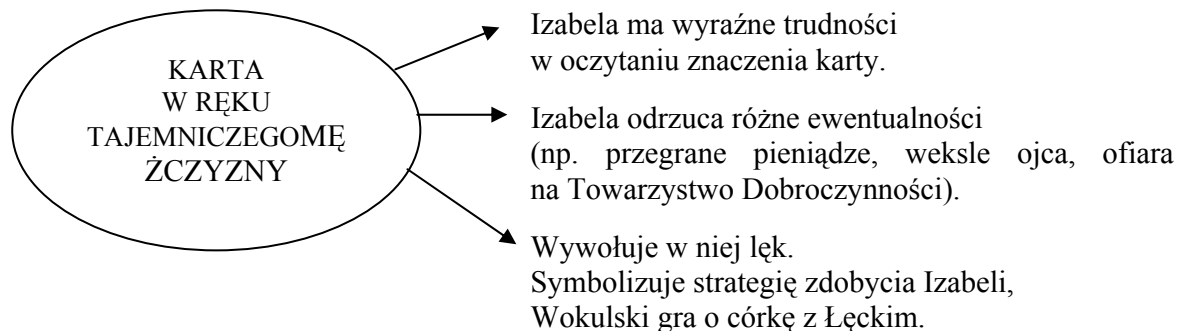 KARTA
W RĘKU
TAJEMNICZEGOMĘ
ŻCZYZNY
Izabela ma wyraźne trudności
w oczytaniu znaczenia karty.
Izabela odrzuca różne ewentualności
(np. przegrane pieniądze, weksle ojca, ofiara
na Towarzystwo Dobroczynności).
Wywołuje w niej lęk.
Symbolizuje strategię zdobycia Izabeli,
Wokulski gra o córkę z Łęckim.